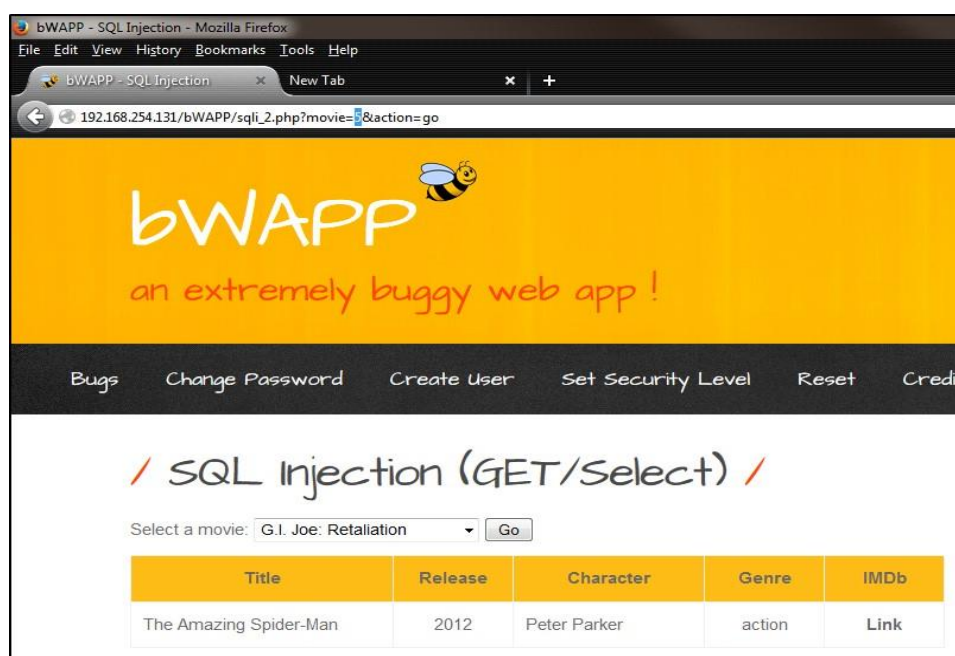 bWAPP - SQL Injection - Mozilla Firefox
File Edit View History Bookmarks Tools Help
bWAPP - SQL Injection × New Tab × +
192.168.254.131/bWAPP/sqli_2.php?movie=5&action=go
bWAPP
an extremely buggy web app !
Bugs Change Password Create User Set Security Level Reset Credi
/ SQL Injection (GET/Select) /
Select a movie: G.I. Joe: Retaliation Go
Title Release Character Genre IMDb
The Amazing Spider-Man 2012 Peter Parker action Link